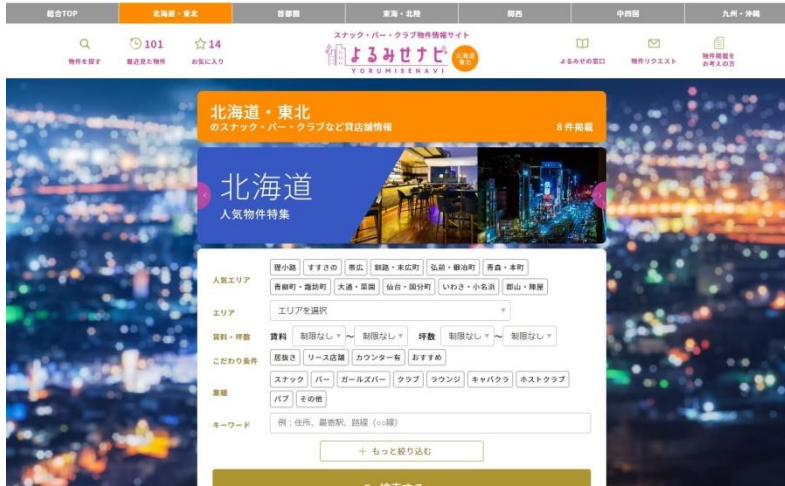 総合TOP 北海道・東北 首都圏 東海・北陸 関西 中四国 九州・沖縄
スナック・バー・クラブ物件情報サイト
よるみせナビ 北海道 東北
YORUMISENAVI
物件を探す
101
最近見た物件
14
お気に入り
よるみせの窓口
物件リクエスト
物件掲載を
お考えの方
北海道・東北
のスナック・バー・クラブなど貸店舗情報 8件掲載
北海道
人気物件特集
人気エリア 狸小路 すすきの 帯広 釧路・末広町 弘前・鍛冶町 青森・本町
青柳町・諏訪町 大通・菜園 仙台・国分町 いわき・小名浜 郡山・陣屋
エリア エリアを選択
賃料・坪数 賃料 制限なし 〜 制限なし 坪数 制限なし 〜 制限なし
こだわり条件 居抜き リース店舗 カウンター有 おすすめ
業種 スナック バー ガールズバー クラブ ラウンジ キャバクラ ホストクラブ
パブ その他
キーワード 例：住所、最寄駅、路線（○○線）
＋ もっと絞り込む
検索する